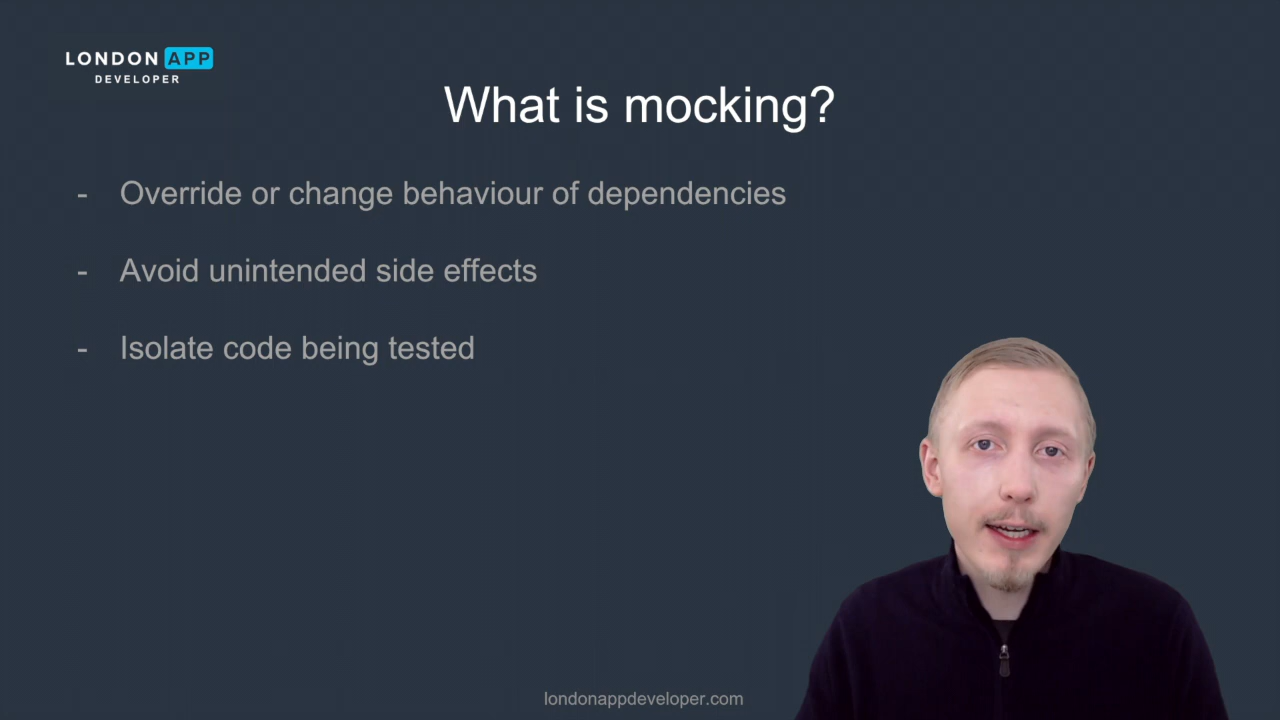 LONDON APP
DEVELOPER
What is mocking?
- Override or change behaviour of dependencies
- Avoid unintended side effects
- Isolate code being tested
londonappdeveloper.com